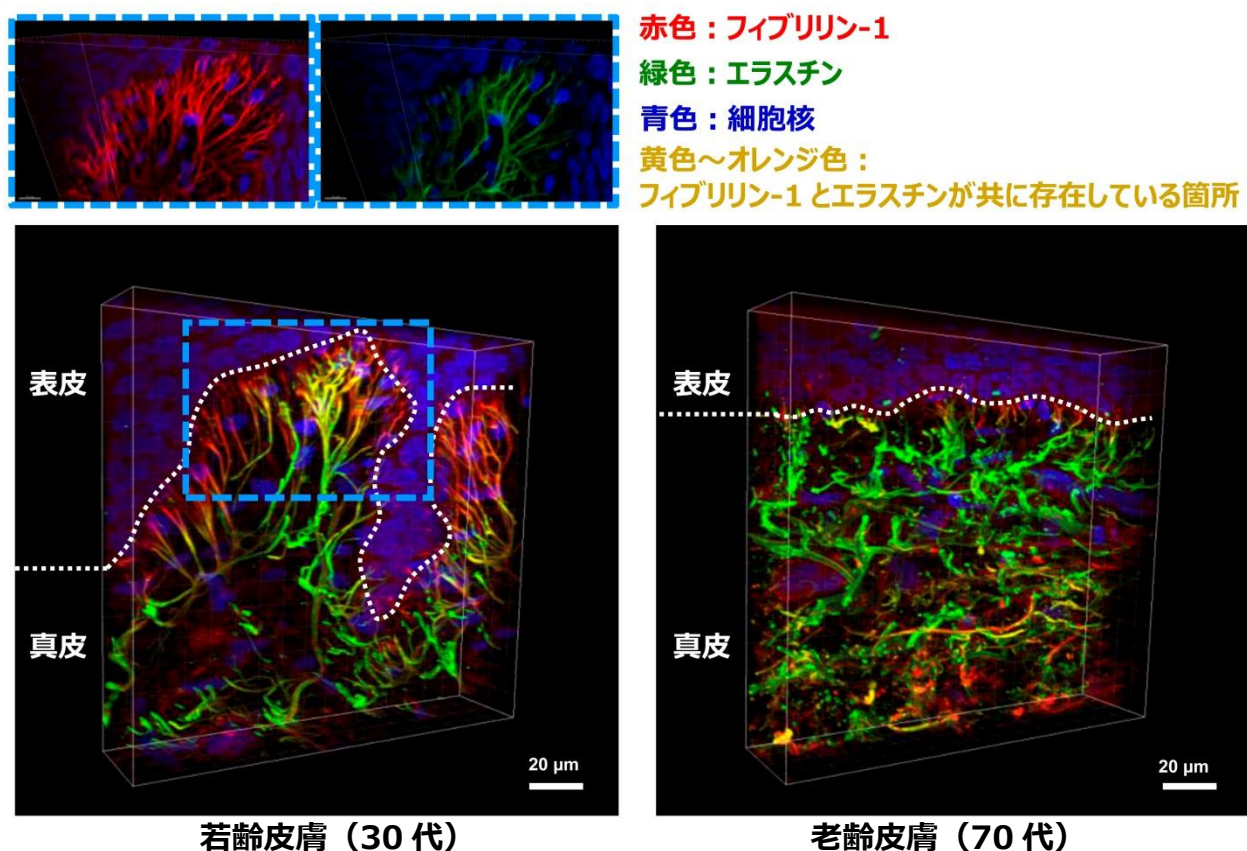 赤色：フィブリリン-1
緑色：エラスチン
青色：細胞核
黄色～オレンジ色：
フィブリリン-1 とエラスチンが共に存在している箇所
表皮
真皮
20 μm
若齢皮膚（30 代）
表皮
真皮
20 μm
老齢皮膚（70 代）